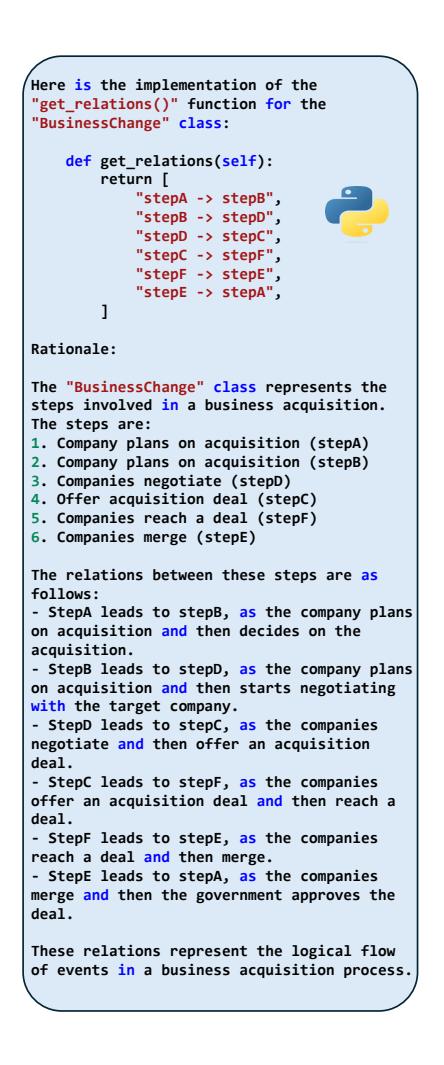 Here is the implementation of the
"get_relations()" function for the
"BusinessChange" class:
def get_relations(self):
return [
"stepA -> stepB",
"stepB -> stepD",
"stepD -> stepC",
"stepC -> stepF",
"stepF -> stepE",
"stepE -> stepA",
]
Rationale:
The "BusinessChange" class represents the
steps involved in a business acquisition.
The steps are:
1. Company plans on acquisition (stepA)
2. Company plans on acquisition (stepB)
3. Companies negotiate (stepD)
4. Offer acquisition deal (stepC)
5. Companies reach a deal (stepF)
6. Companies merge (stepE)
The relations between these steps are as
follows:
- StepA leads to stepB, as the company plans
on acquisition and then decides on the
acquisition.
- StepB leads to stepD, as the company plans
on acquisition and then starts negotiating
with the target company.
- StepD leads to stepC, as the companies
negotiate and then offer an acquisition
deal.
- StepC leads to stepF, as the companies
offer an acquisition deal and then reach a
deal.
- StepF leads to stepE, as the companies
reach a deal and then merge.
- StepE leads to stepA, as the companies
merge and then the government approves the
deal.
These relations represent the logical flow
of events in a business acquisition process.